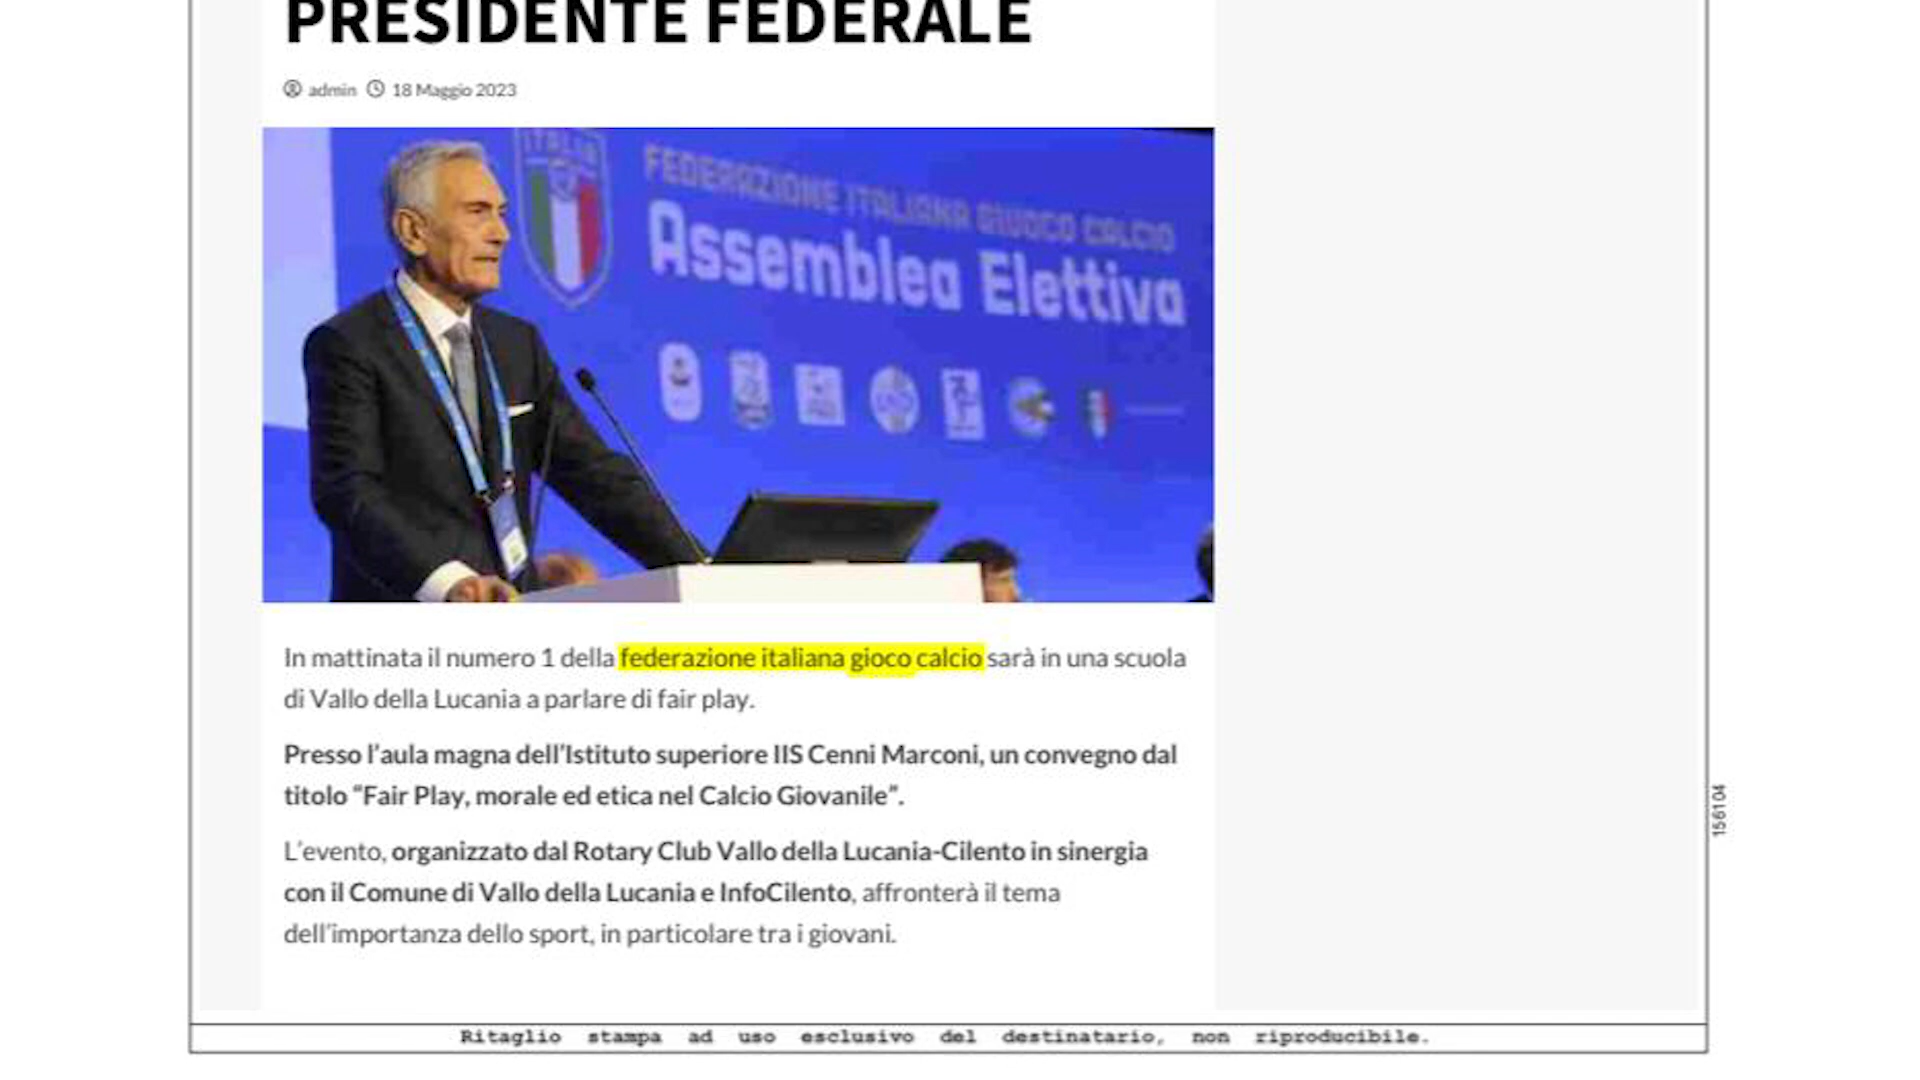 PRESIDENTE FEDERALE
admin 18 Maggio 2023
ITALIA
FEDERAZIONE ITALIANA GIUOCO CALCIO
Assemblea Elettiva
In mattinata il numero 1 della federazione italiana gioco calcio sarà in una scuola
di Vallo della Lucania a parlare di fair play.
Presso l’aula magna dell’Istituto superiore IIS Cenni Marconi, un convegno dal
titolo “Fair Play, morale ed etica nel Calcio Giovanile”.
L’evento, organizzato dal Rotary Club Vallo della Lucania-Cilento in sinergia
con il Comune di Vallo della Lucania e InfoCilento, affronterà il tema
dell’importanza dello sport, in particolare tra i giovani.
156104
Ritaglio stampa ad uso esclusivo del destinatario, non riproducibile.